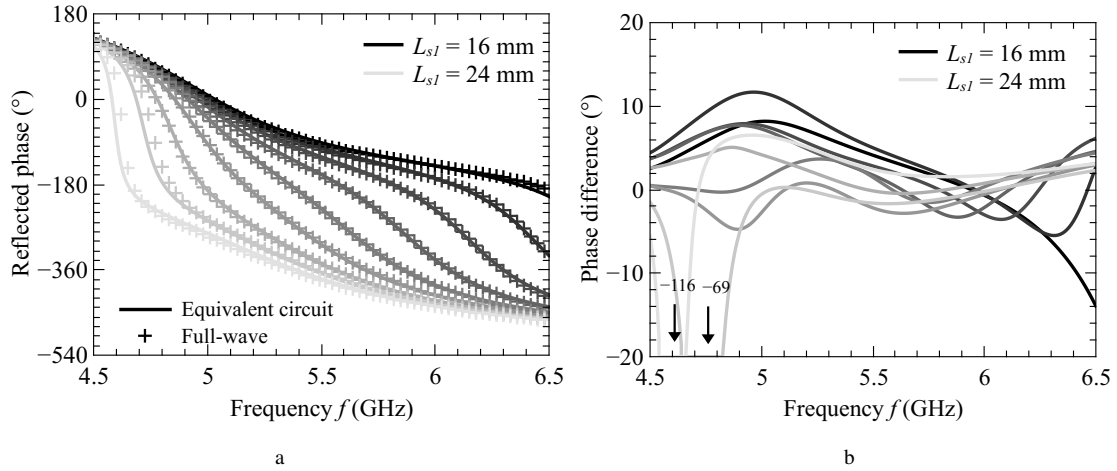 180
0
−180
−360
−540
Reflected phase (°)
L_s1 = 16 mm
L_s1 = 24 mm
Equivalent circuit
Full-wave
4.5 5 5.5 6 6.5
Frequency f (GHz)
a
20
10
0
−10
−20
Phase difference (°)
L_s1 = 16 mm
L_s1 = 24 mm
−116 −69
4.5 5 5.5 6 6.5
Frequency f (GHz)
b